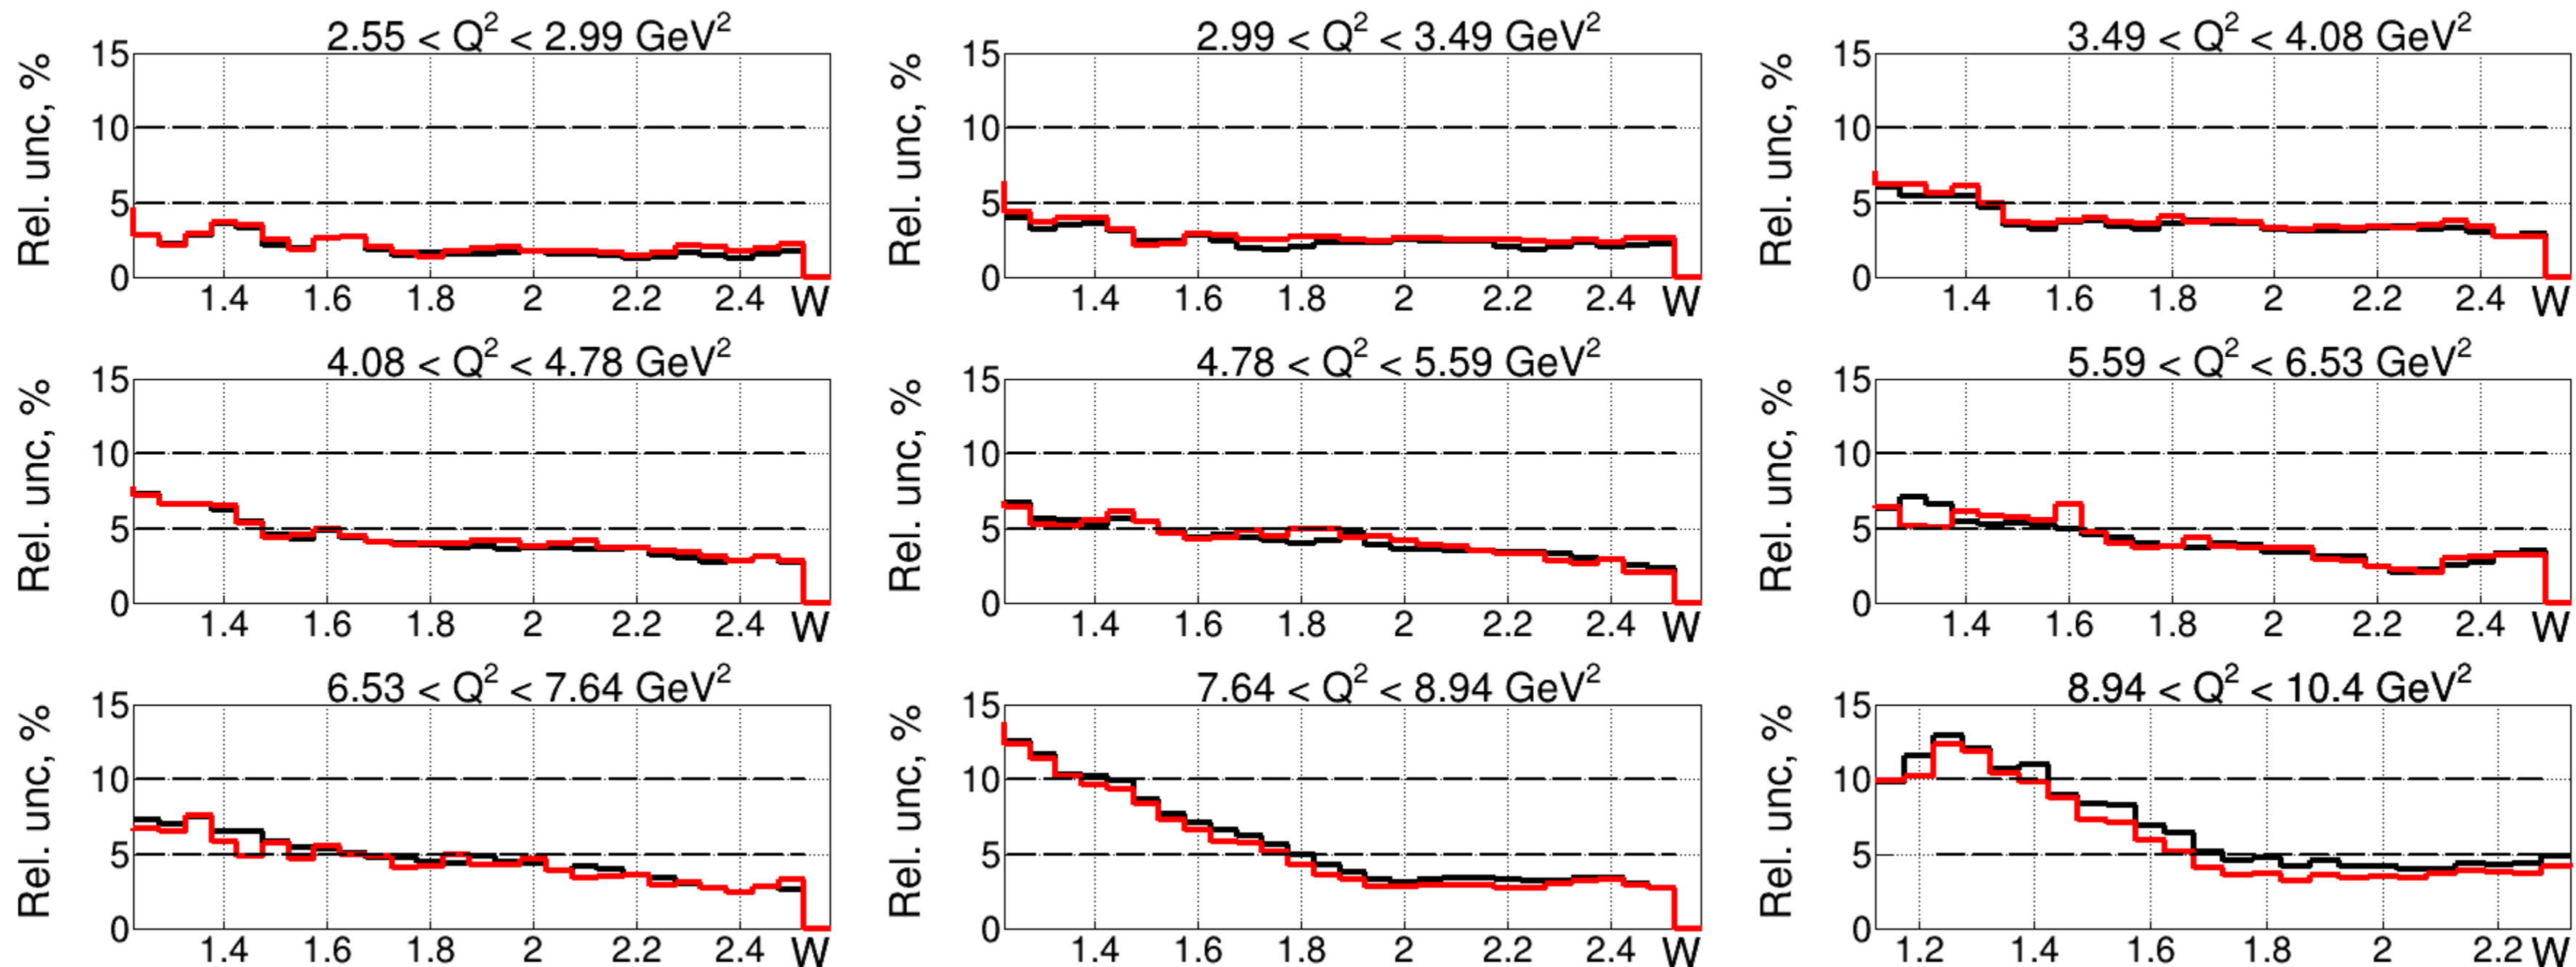 2.55 < Q² < 2.99 GeV²
Rel. unc, %
15
10
5
0
1.4 1.6 1.8 2 2.2 2.4 W
2.99 < Q² < 3.49 GeV²
Rel. unc, %
15
10
5
0
1.4 1.6 1.8 2 2.2 2.4 W
3.49 < Q² < 4.08 GeV²
Rel. unc, %
15
10
5
0
1.4 1.6 1.8 2 2.2 2.4 W
4.08 < Q² < 4.78 GeV²
Rel. unc, %
15
10
5
0
1.4 1.6 1.8 2 2.2 2.4 W
4.78 < Q² < 5.59 GeV²
Rel. unc, %
15
10
5
0
1.4 1.6 1.8 2 2.2 2.4 W
5.59 < Q² < 6.53 GeV²
Rel. unc, %
15
10
5
0
1.4 1.6 1.8 2 2.2 2.4 W
6.53 < Q² < 7.64 GeV²
Rel. unc, %
15
10
5
0
1.4 1.6 1.8 2 2.2 2.4 W
7.64 < Q² < 8.94 GeV²
Rel. unc, %
15
10
5
0
1.4 1.6 1.8 2 2.2 2.4 W
8.94 < Q² < 10.4 GeV²
Rel. unc, %
15
10
5
0
1.2 1.4 1.6 1.8 2 2.2 W